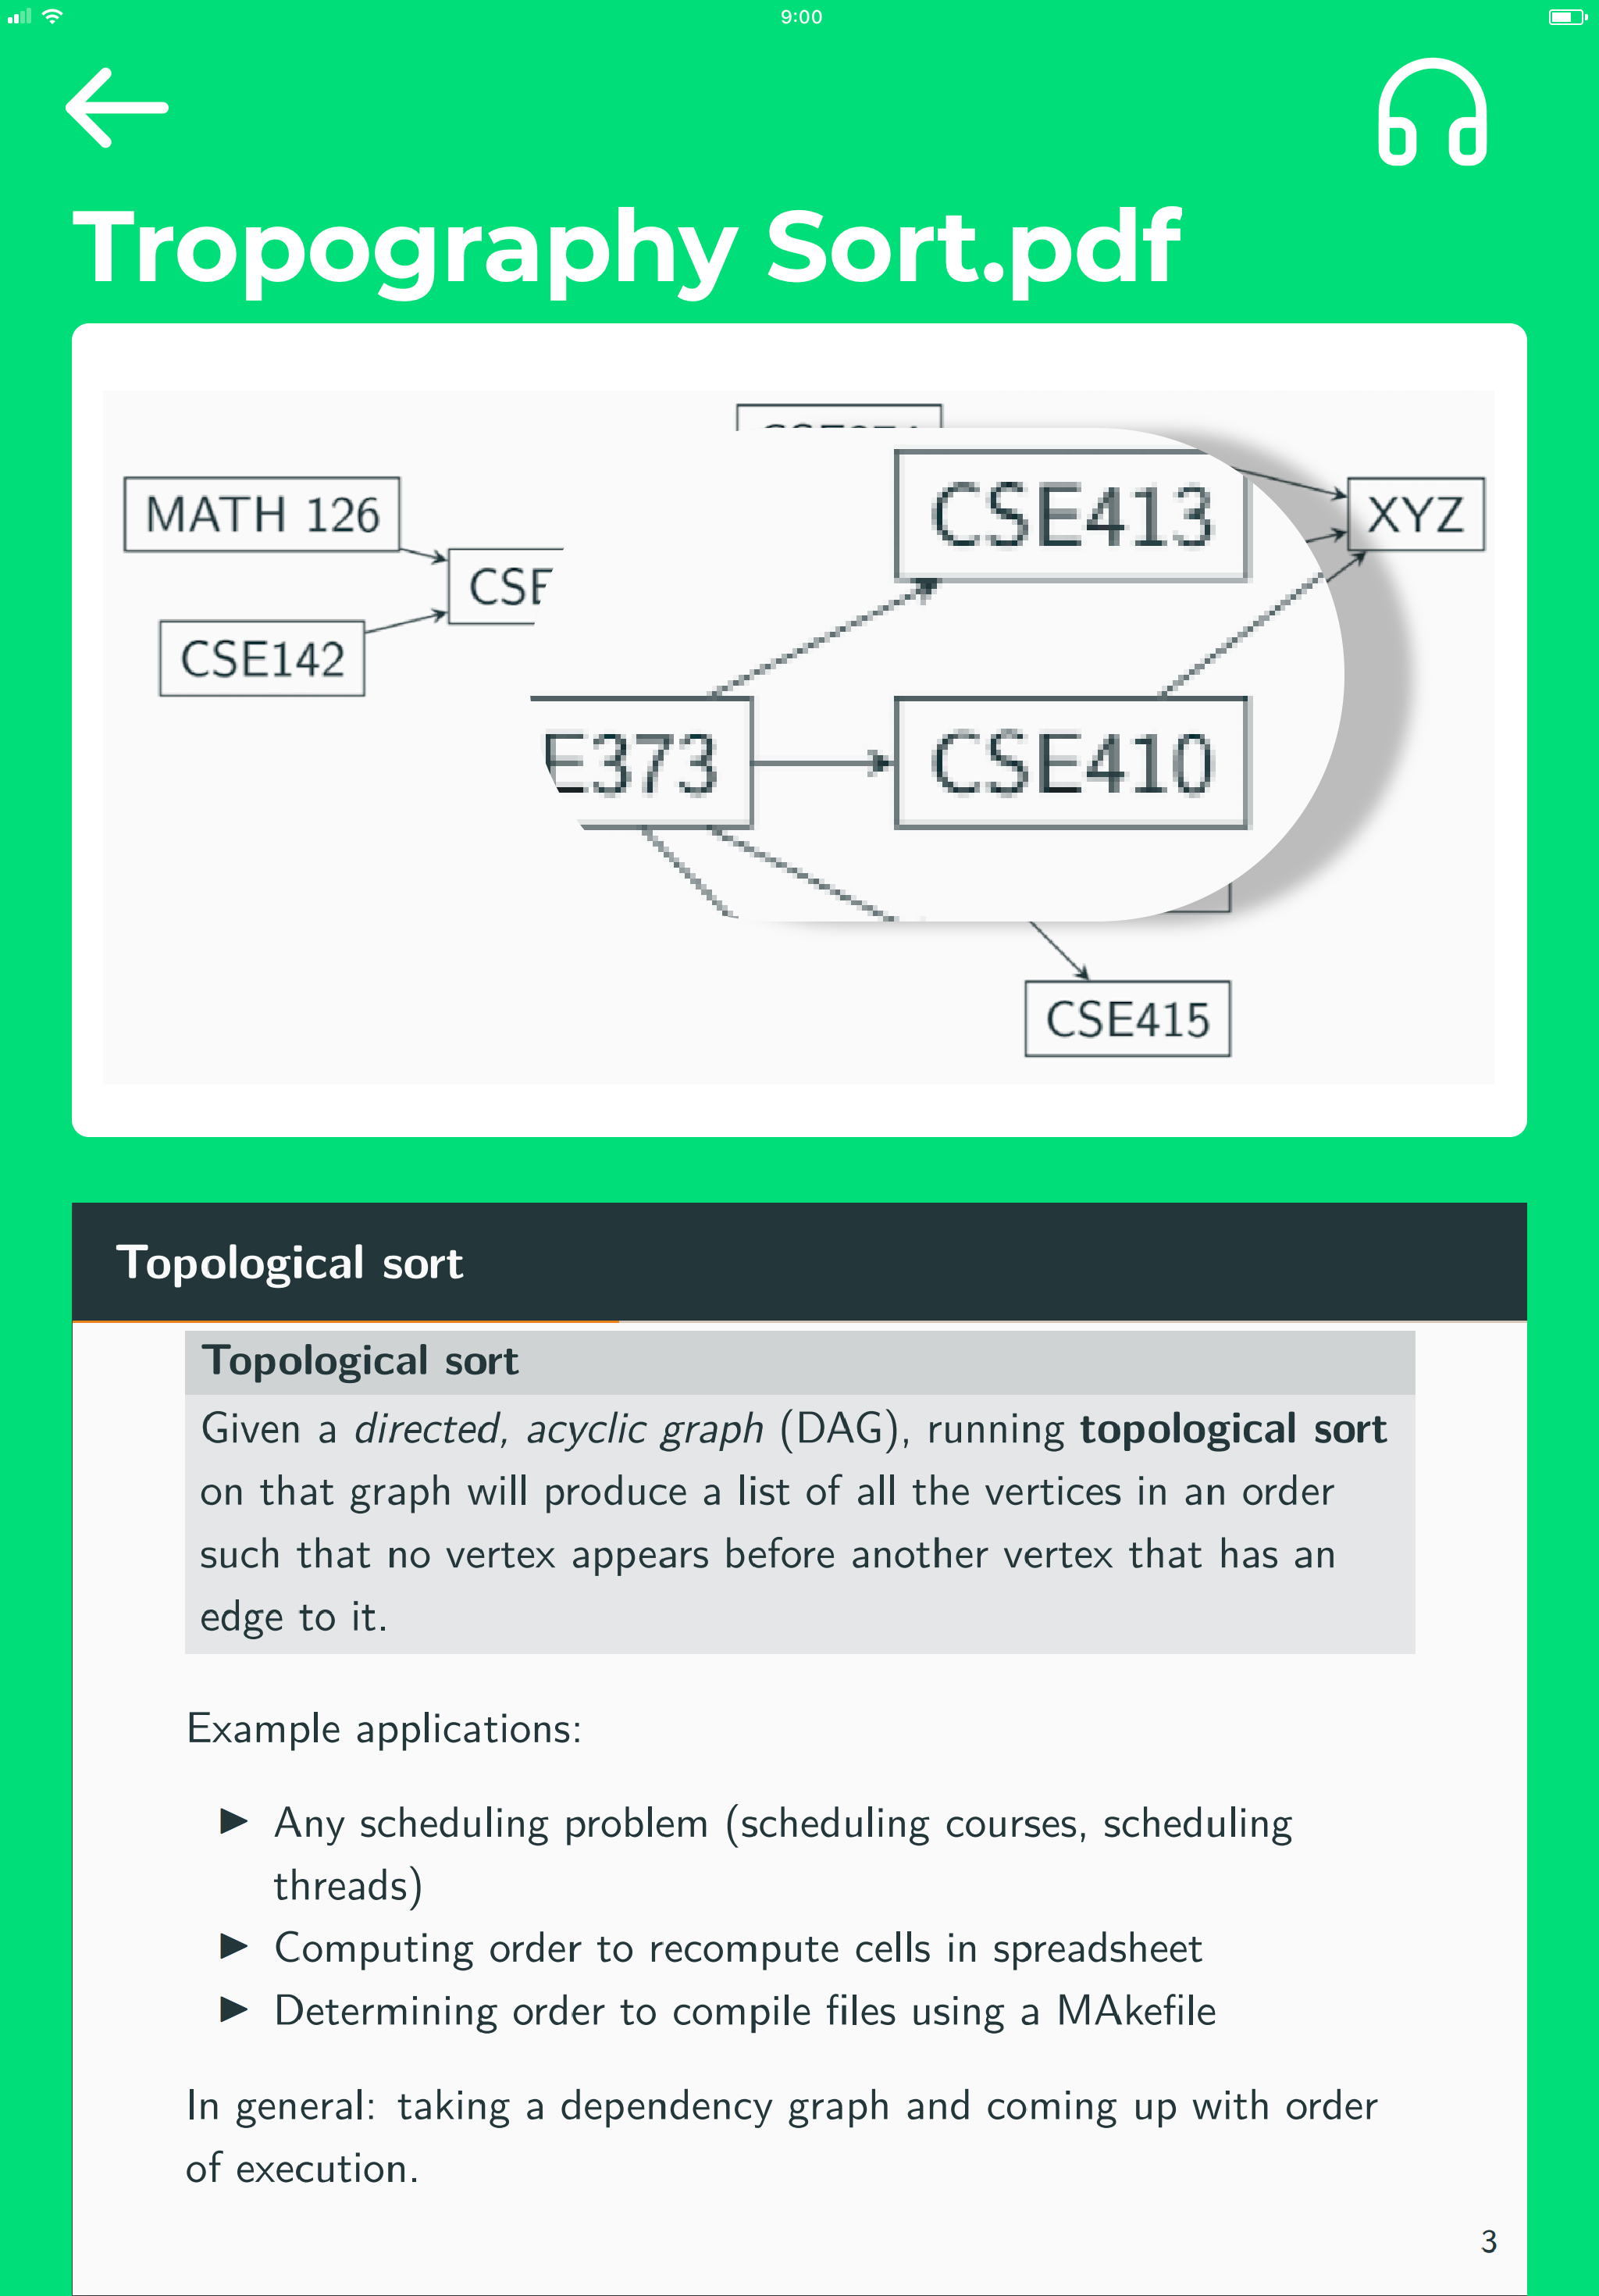 9:00
Tropography Sort.pdf
MATH 126
CSE142
CSE413
XYZ
E373
CSE410
CSE415
Topological sort
Topological sort
Given a directed, acyclic graph (DAG), running topological sort
on that graph will produce a list of all the vertices in an order
such that no vertex appears before another vertex that has an
edge to it.
Example applications:
▶ Any scheduling problem (scheduling courses, scheduling
threads)
▶ Computing order to recompute cells in spreadsheet
▶ Determining order to compile files using a MAkefile
In general: taking a dependency graph and coming up with order
of execution.
3